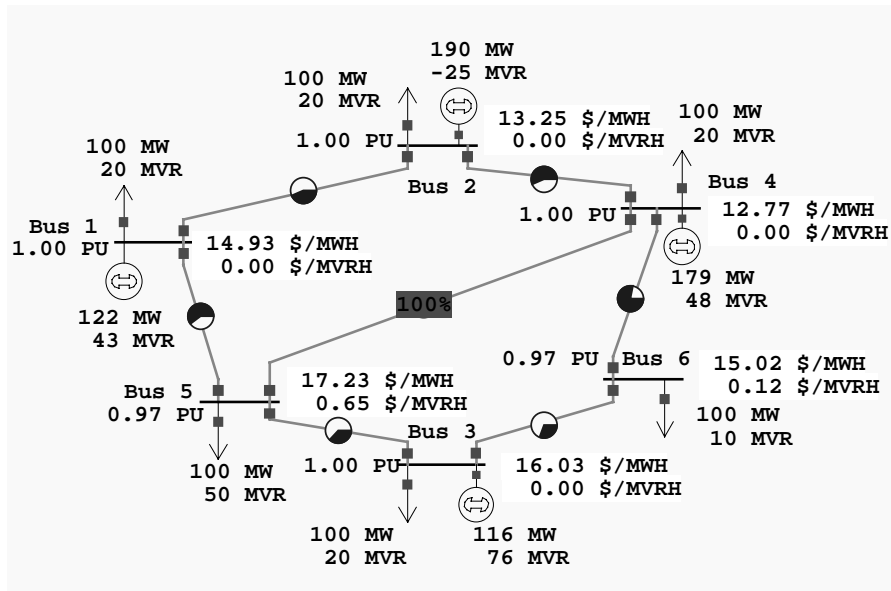 190 MW
-25 MVR
100 MW
20 MVR
13.25 $/MWH
0.00 $/MVRH
1.00 PU
Bus 2
100 MW
20 MVR
100 MW
20 MVR
Bus 4
1.00 PU
12.77 $/MWH
0.00 $/MVRH
179 MW
48 MVR
Bus 1
1.00 PU
14.93 $/MWH
0.00 $/MVRH
122 MW
43 MVR
100%
0.97 PU
Bus 6
15.02 $/MWH
0.12 $/MVRH
100 MW
10 MVR
Bus 5
0.97 PU
17.23 $/MWH
0.65 $/MVRH
100 MW
50 MVR
Bus 3
1.00 PU
16.03 $/MWH
0.00 $/MVRH
100 MW
20 MVR
116 MW
76 MVR